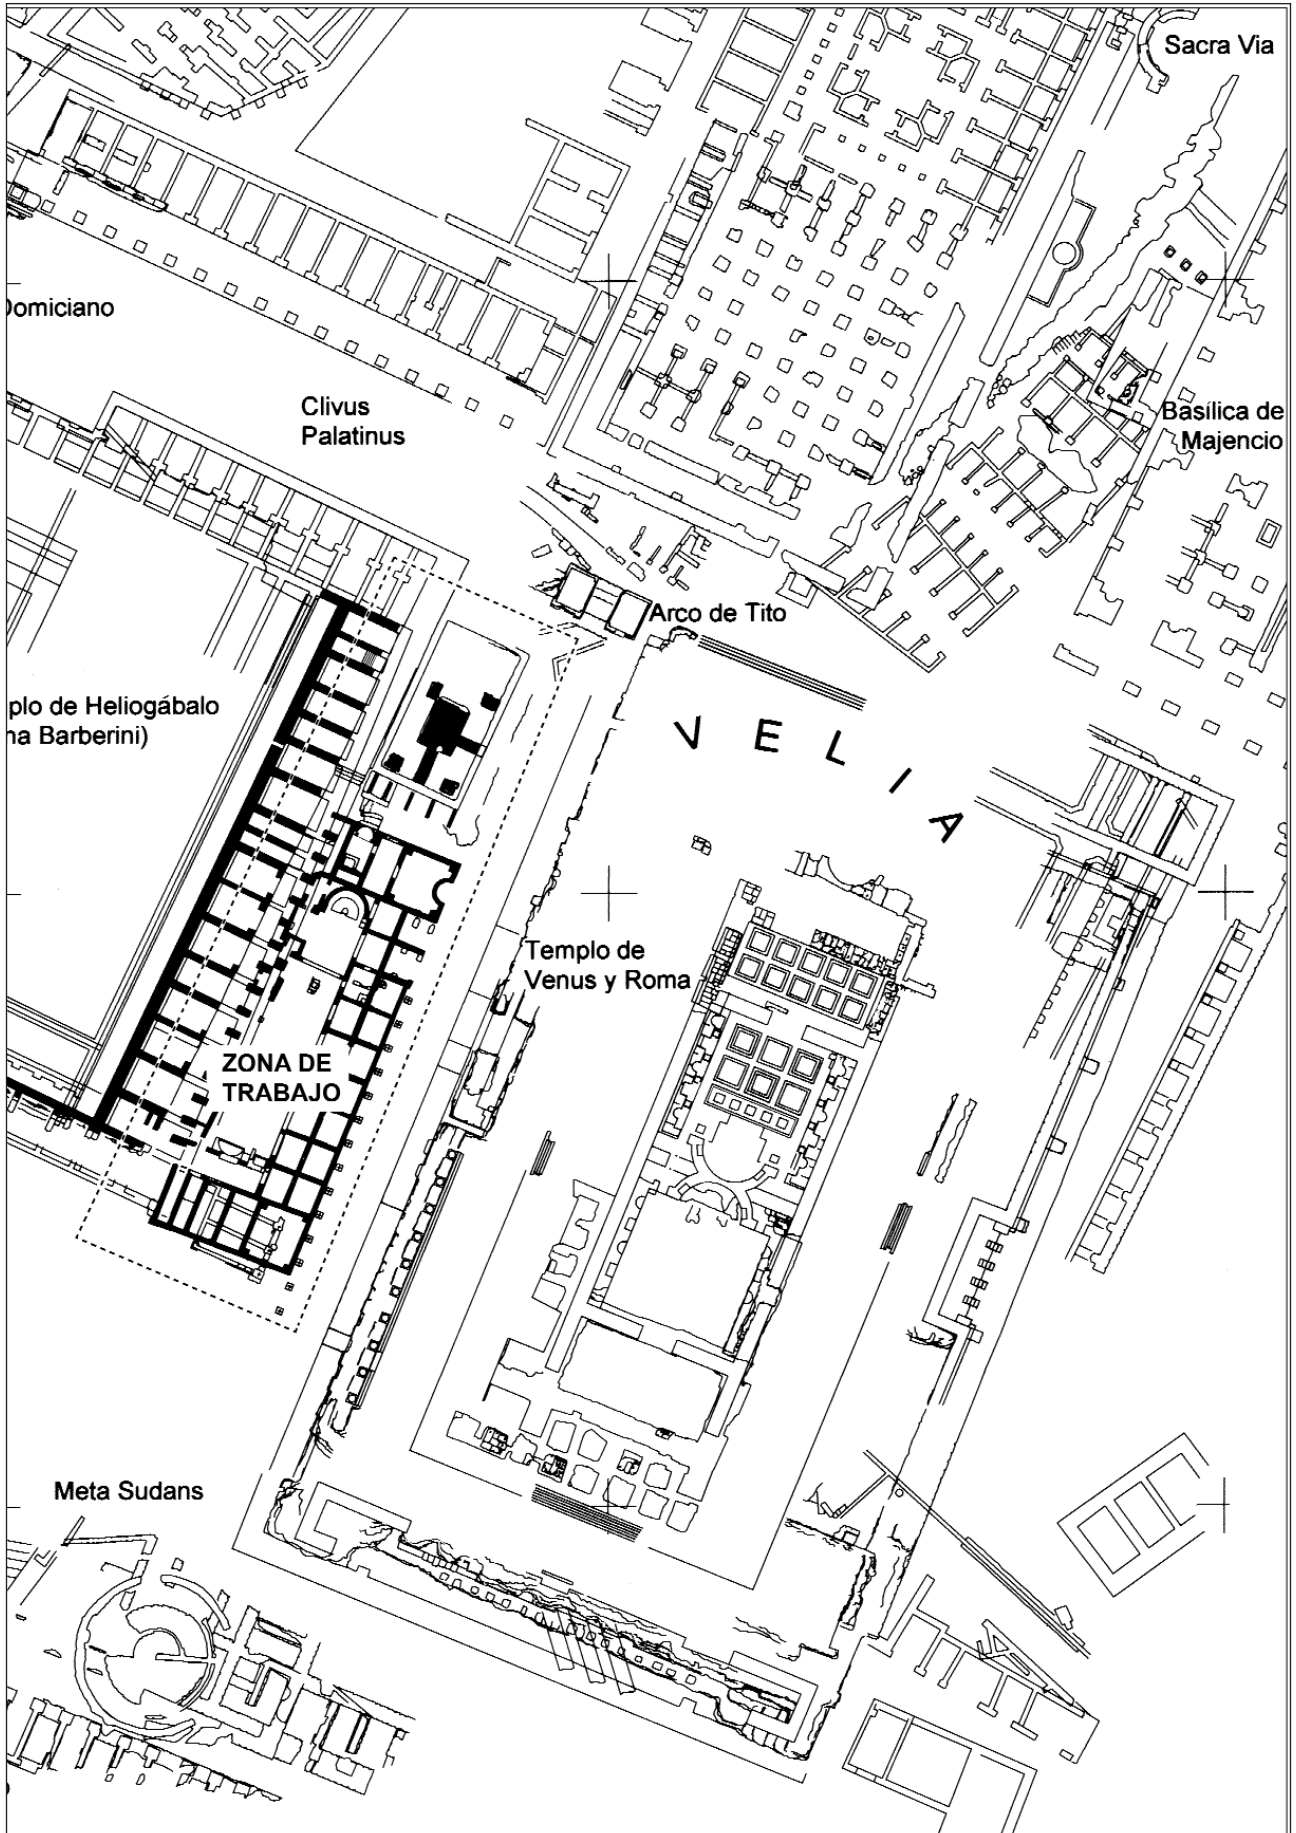 Sacra Via
Domiciano
Clivus
Palatinus
Basílica de
Majencio
Arco de Tito
plo de Heliogábalo
na Barberini)
VELIA
Templo de
Venus y Roma
ZONA DE
TRABAJO
Meta Sudans